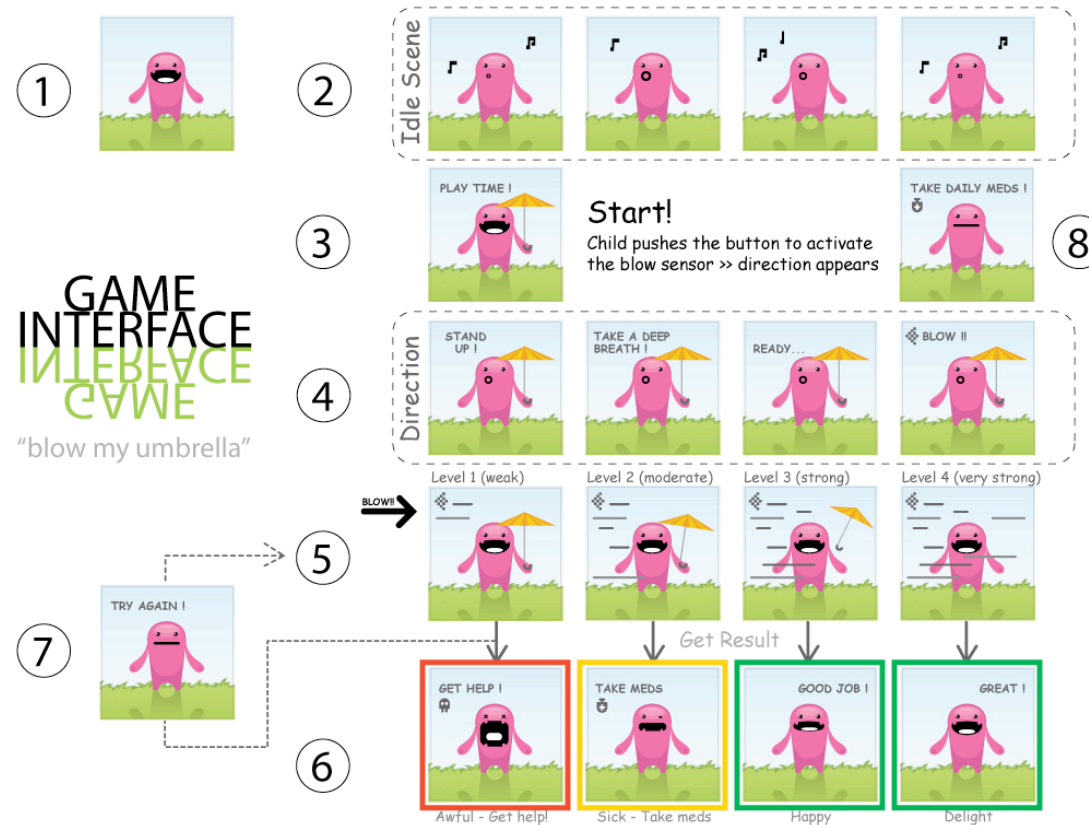 1
2
Idle Scene
3
PLAY TIME !
Start!
Child pushes the button to activate
the blow sensor >> direction appears
TAKE DAILY MEDS !
8
GAME
INTERFACE
INTERFACE
GAME
"blow my umbrella"
4
Direction
STAND
UP !
TAKE A DEEP
BREATH !
READY...
BLOW !!
Level 1 (weak)
Level 2 (moderate)
Level 3 (strong)
Level 4 (very strong)
BLOW!!
5
7
TRY AGAIN !
Get Result
6
GET HELP !
TAKE MEDS
GOOD JOB !
GREAT !
Awful - Get help!
Sick - Take meds
Happy
Delight